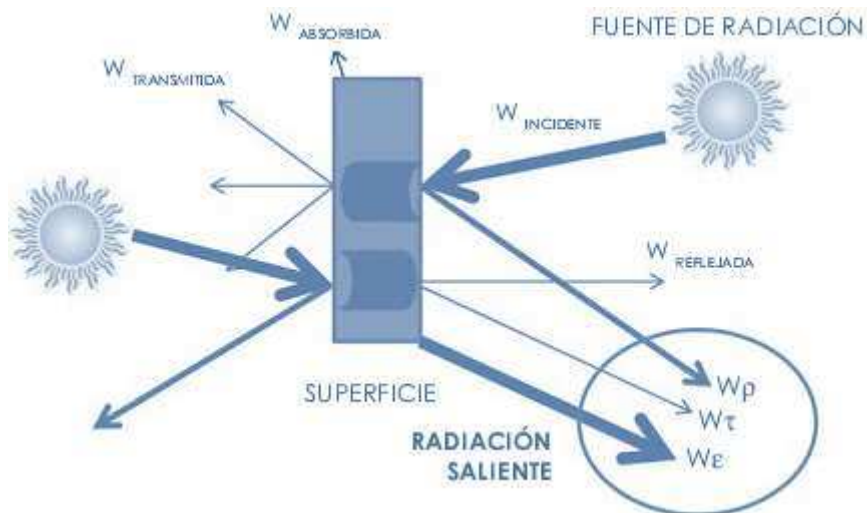 W ABSORBIDA
FUENTE DE RADIACIÓN
W TRANSMITIDA
W INCIDENTE
W REFLEJADA
SUPERFICIE
Wρ
Wτ
RADIACIÓN
SALIENTE
Wε